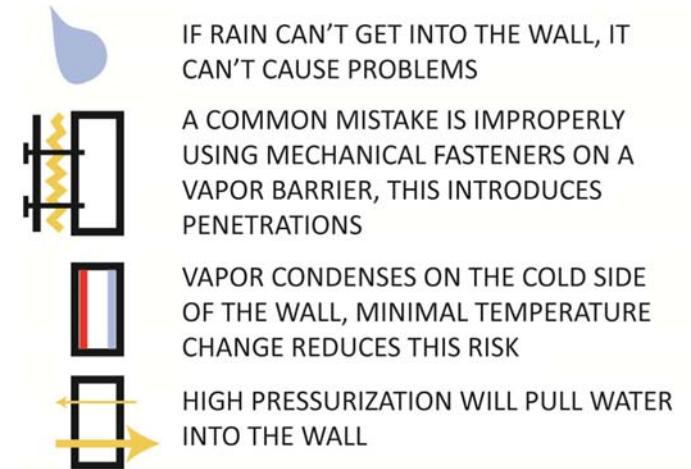 IF RAIN CAN’T GET INTO THE WALL, IT
CAN’T CAUSE PROBLEMS
A COMMON MISTAKE IS IMPROPERLY
USING MECHANICAL FASTENERS ON A
VAPOR BARRIER, THIS INTRODUCES
PENETRATIONS
VAPOR CONDENSES ON THE COLD SIDE
OF THE WALL, MINIMAL TEMPERATURE
CHANGE REDUCES THIS RISK
HIGH PRESSURIZATION WILL PULL WATER
INTO THE WALL